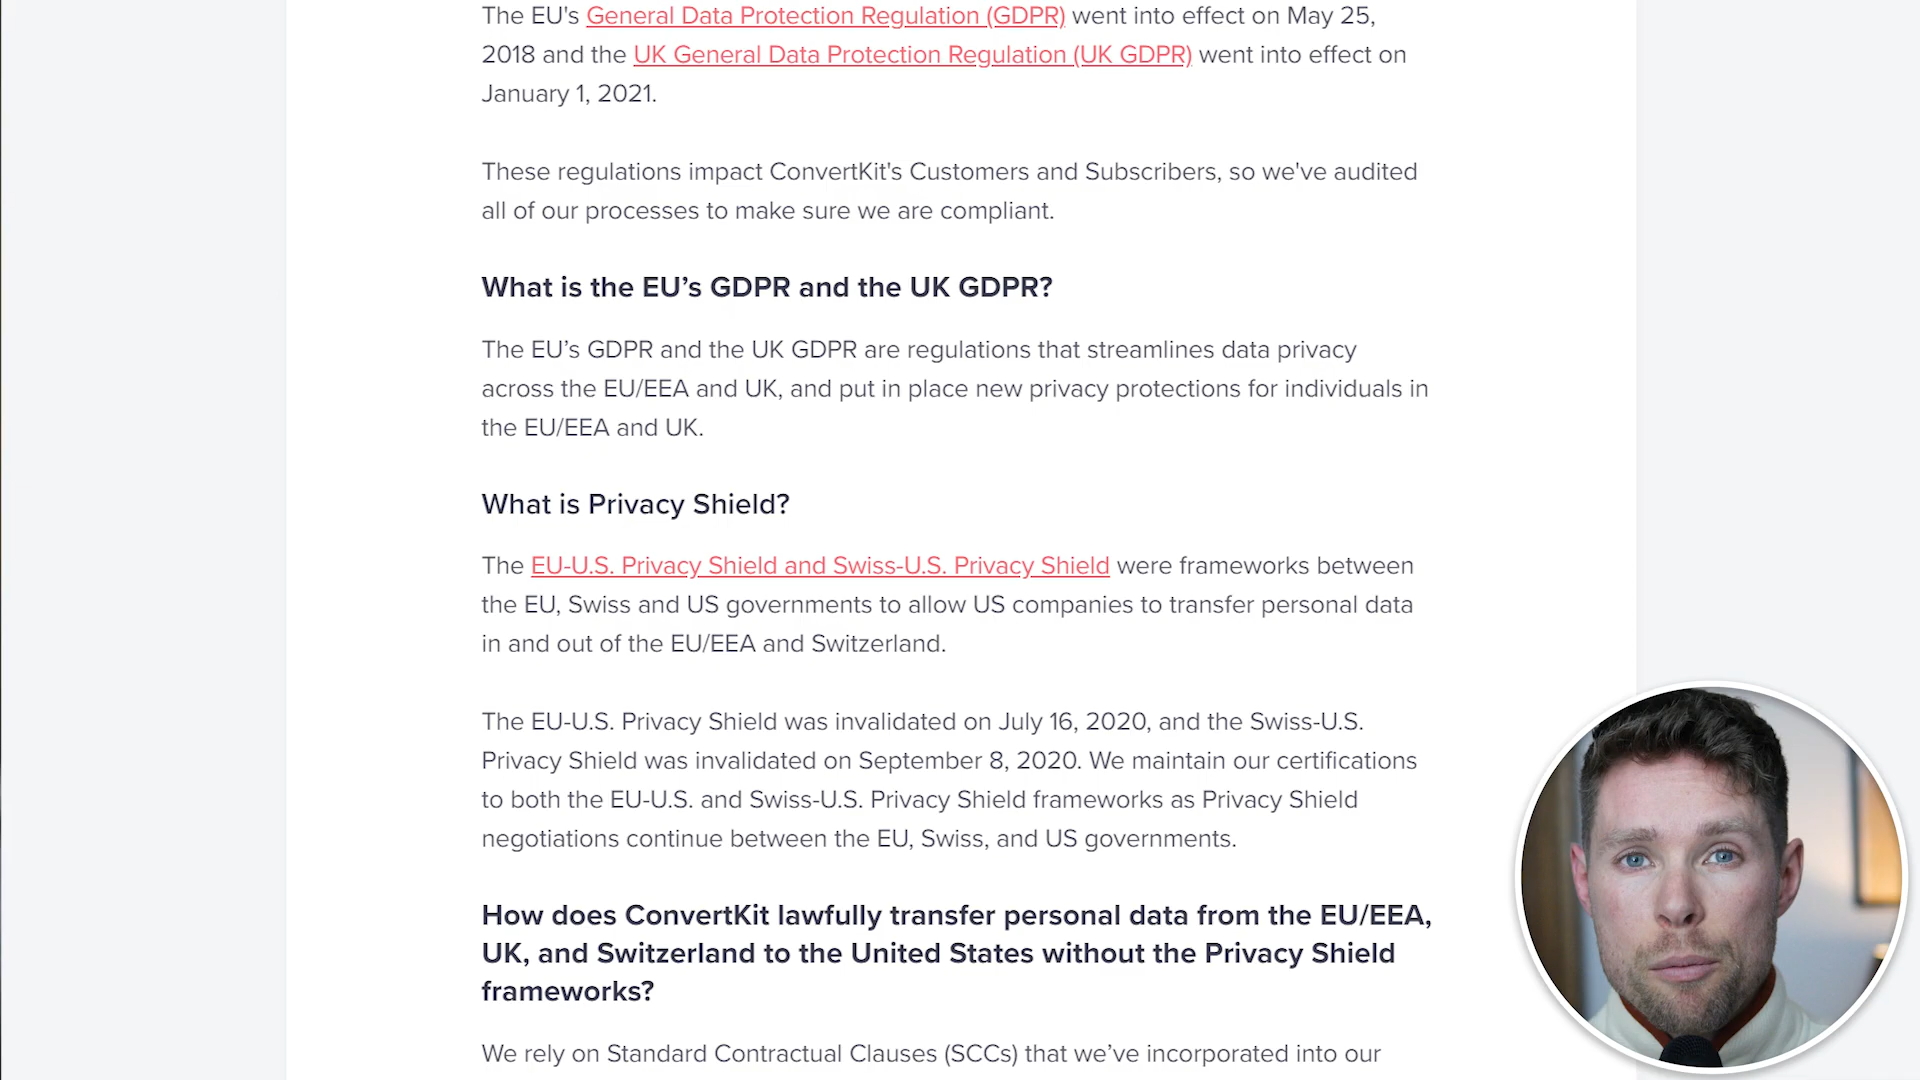 The EU's General Data Protection Regulation (GDPR) went into effect on May 25,
2018 and the UK General Data Protection Regulation (UK GDPR) went into effect on
January 1, 2021.
These regulations impact ConvertKit's Customers and Subscribers, so we've audited
all of our processes to make sure we are compliant.
What is the EU’s GDPR and the UK GDPR?
The EU’s GDPR and the UK GDPR are regulations that streamlines data privacy
across the EU/EEA and UK, and put in place new privacy protections for individuals in
the EU/EEA and UK.
What is Privacy Shield?
The EU-U.S. Privacy Shield and Swiss-U.S. Privacy Shield were frameworks between
the EU, Swiss and US governments to allow US companies to transfer personal data
in and out of the EU/EEA and Switzerland.
The EU-U.S. Privacy Shield was invalidated on July 16, 2020, and the Swiss-U.S.
Privacy Shield was invalidated on September 8, 2020. We maintain our certifications
to both the EU-U.S. and Swiss-U.S. Privacy Shield frameworks as Privacy Shield
negotiations continue between the EU, Swiss, and US governments.
How does ConvertKit lawfully transfer personal data from the EU/EEA,
UK, and Switzerland to the United States without the Privacy Shield
frameworks?
We rely on Standard Contractual Clauses (SCCs) that we’ve incorporated into our